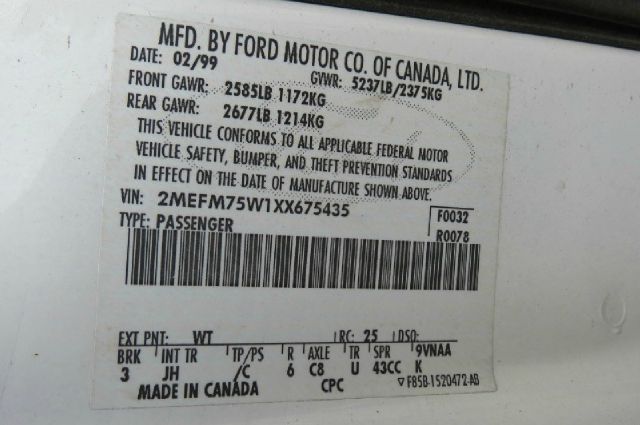 MFD. BY FORD MOTOR CO. OF CANADA, LTD.
DATE: 02/99 GVWR: 5237LB/2375KG
FRONT GAWR: 2585LB 1172KG
REAR GAWR: 2677LB 1214KG
THIS VEHICLE CONFORMS TO ALL APPLICABLE FEDERAL MOTOR
VEHICLE SAFETY, BUMPER, AND THEFT PREVENTION STANDARDS
IN EFFECT ON THE DATE OF MANUFACTURE SHOWN ABOVE.
VIN: 2MEFM75W1XX675435 F0032
TYPE: PASSENGER R0078
EXT PNT: WT RC: 25 DSO:
BRK INT TR TP/PS R AXLE TR SPR 9VNAA
3 JH /C 6 C8 U 43CC K
MADE IN CANADA CPC ▽F85B-1520472-AB